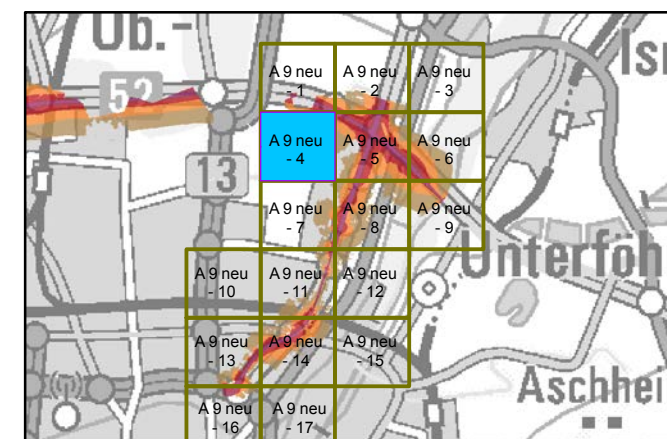 Ob.-
Isr
52
A 9 neu
- 1
A 9 neu
- 2
A 9 neu
- 3
13
A 9 neu
- 4
A 9 neu
- 5
A 9 neu
- 6
A 9 neu
- 7
A 9 neu
- 8
A 9 neu
- 9
Unterföh
A 9 neu
- 10
A 9 neu
- 11
A 9 neu
- 12
A 9 neu
- 13
A 9 neu
- 14
A 9 neu
- 15
Aschhei
A 9 neu
- 16
A 9 neu
- 17